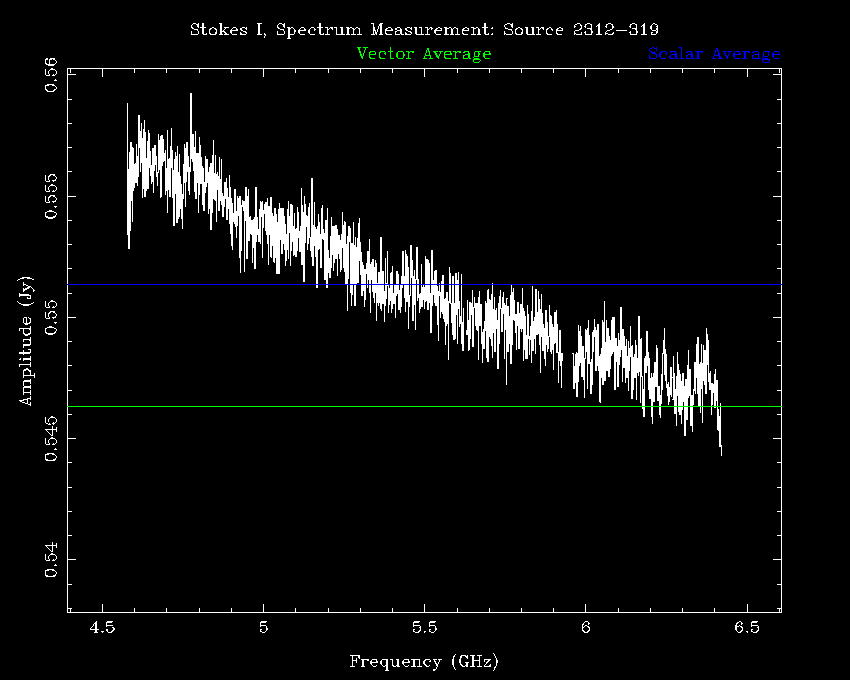 Stokes I, Spectrum Measurement: Source 2312−319
Vector Average
Scalar Average
0.56
0.555
0.55
0.545
0.54
Amplitude (Jy)
4.5 5 5.5 6 6.5
Frequency (GHz)